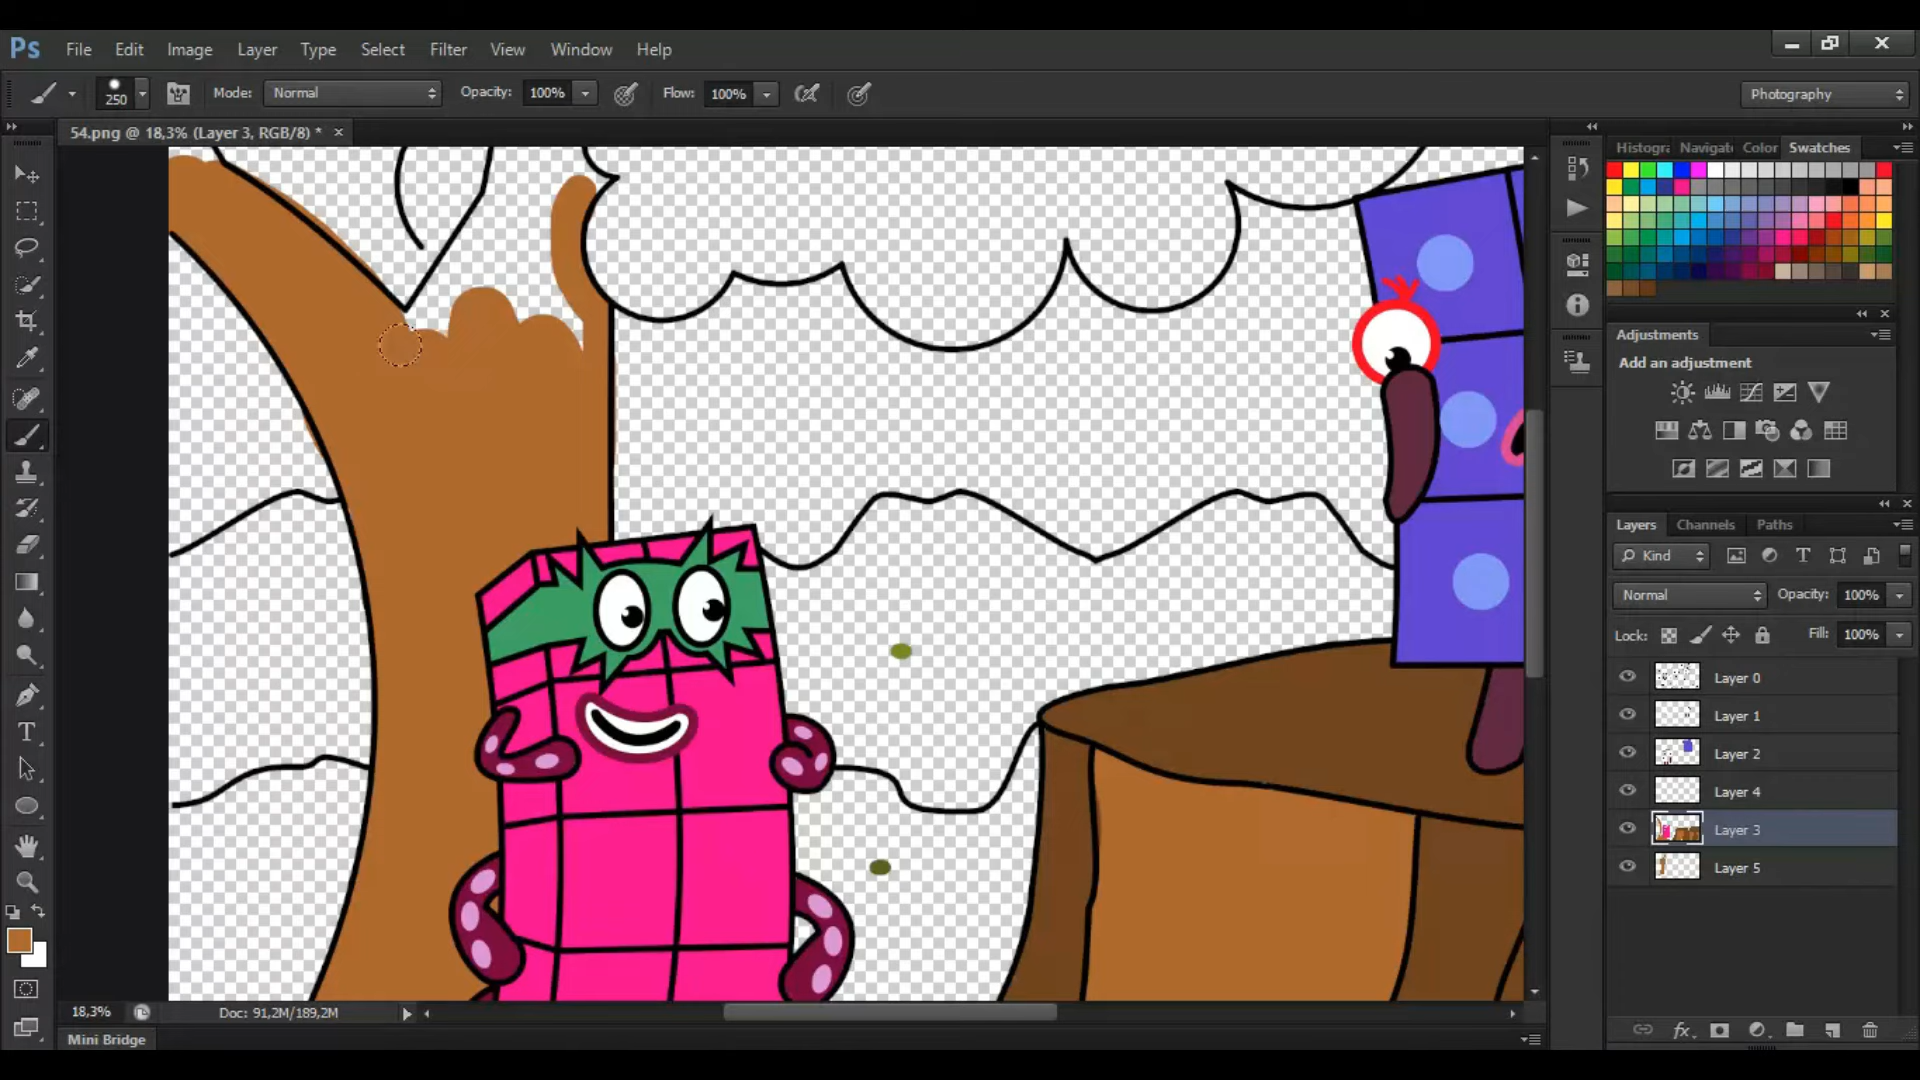 Ps File Edit Image Layer Type Select Filter View Window Help
250 Mode: Normal Opacity: 100% Flow: 100% Photography
54.png @ 18,3% (Layer 3, RGB/8) * ×
Histogra Navigato Color Swatches
Adjustments
Add an adjustment
Layers Channels Paths
Kind
Normal Opacity: 100%
Lock: Fill: 100%
Layer 0
Layer 1
Layer 2
Layer 4
Layer 3
Layer 5
18,3% Doc: 91,2M/189,2M
Mini Bridge